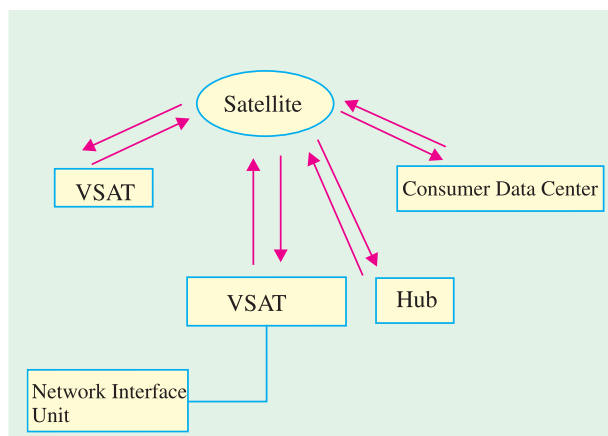 Satellite
VSAT
Consumer Data Center
VSAT
Hub
Network Interface
Unit